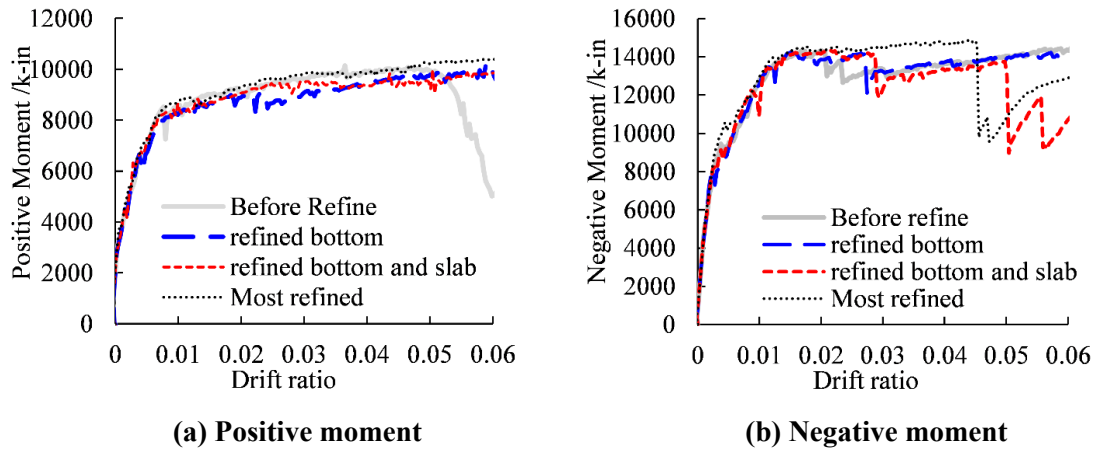 12000
10000
8000
6000
4000
2000
0
Positive Moment /k-in
Before Refine
refined bottom
refined bottom and slab
Most refined
0 0.01 0.02 0.03 0.04 0.05 0.06
Drift ratio
(a) Positive moment
16000
14000
12000
10000
8000
6000
4000
2000
0
Negative Moment /k-in
Before refine
refined bottom
refined bottom and slab
Most refined
0 0.01 0.02 0.03 0.04 0.05 0.06
Drift ratio
(b) Negative moment